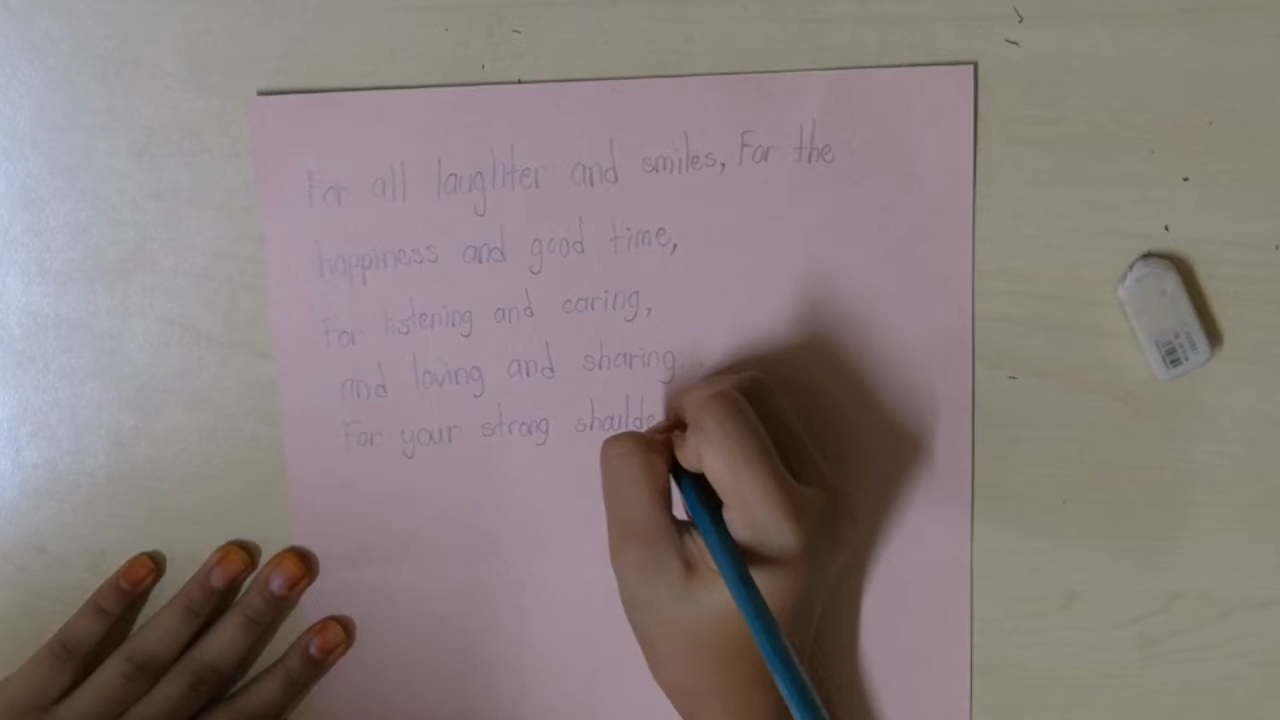 For all laughter and smiles, For the
happiness and good time,
For listening and caring,
and loving and sharing...
For your strong shoulde